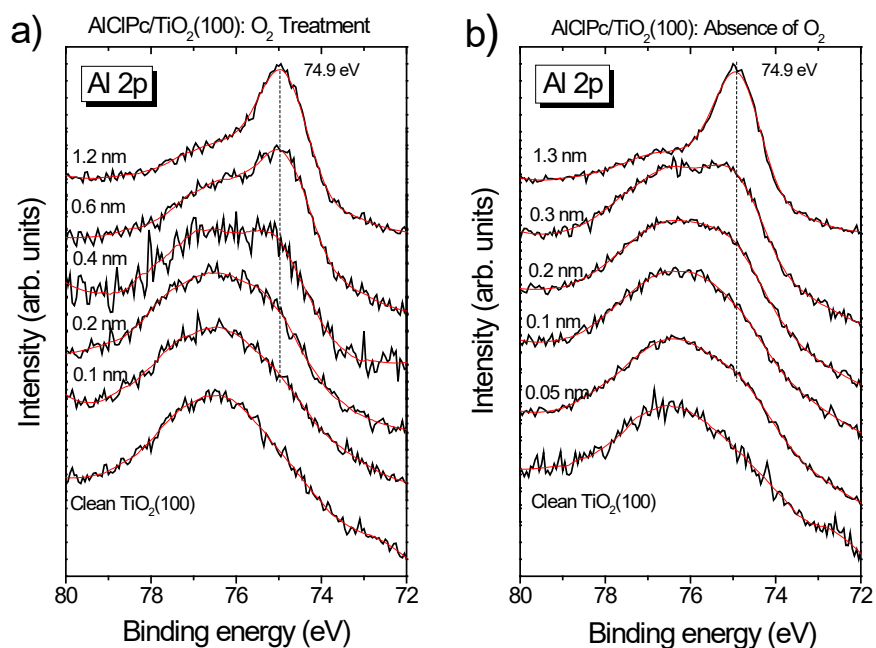 a)
AlClPc/TiO₂(100): O₂ Treatment
Al 2p
74.9 eV
1.2 nm
0.6 nm
0.4 nm
0.2 nm
0.1 nm
Clean TiO₂(100)
Intensity (arb. units)
80 78 76 74 72
Binding energy (eV)
b)
AlClPc/TiO₂(100): Absence of O₂
Al 2p
74.9 eV
1.3 nm
0.3 nm
0.2 nm
0.1 nm
0.05 nm
Clean TiO₂(100)
Intensity (arb. units)
80 78 76 74 72
Binding energy (eV)